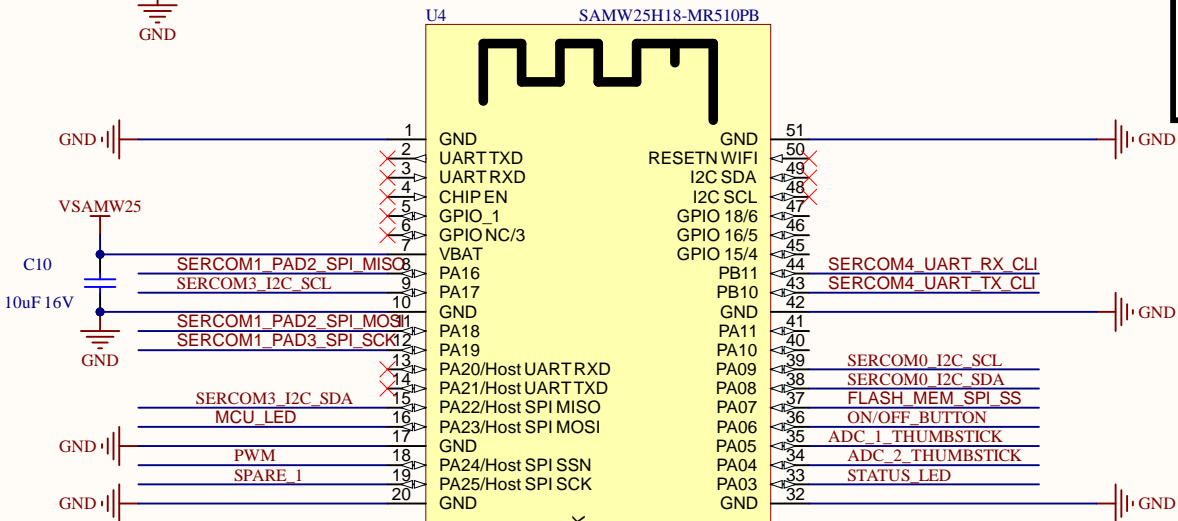 GND
U4 SAMW25H18-MR510PB
GND 1 GND GND 51 GND
2 UART TXD RESETN WIFI 50
3 UART RXD I2C SDA 49
4 CHIP EN I2C SCL 48
VSAMW25 5 GPIO_1 GPIO 18/6 47
6 GPIO NC/3 GPIO 16/5 46
7 VBAT GPIO 15/4 45
C10 SERCOM1_PAD2_SPI_MISO 8 PA16 PB11 44 SERCOM4_UART_RX_CLI
SERCOM3_I2C_SCL 9 PA17 PB10 43 SERCOM4_UART_TX_CLI
10uF 16V 10 GND GND 42 GND
SERCOM1_PAD2_SPI_MOSI 11 PA18 PA11 41
SERCOM1_PAD3_SPI_SCK 12 PA19 PA10 40
GND 13 PA20/Host UART RXD PA09 39 SERCOM0_I2C_SCL
14 PA21/Host UART TXD PA08 38 SERCOM0_I2C_SDA
SERCOM3_I2C_SDA 15 PA22/Host SPI MISO PA07 37 FLASH_MEM_SPI_SS
MCU_LED 16 PA23/Host SPI MOSI PA06 36 ON/OFF_BUTTON
GND 17 GND PA05 35 ADC_1_THUMBSTICK
PWM 18 PA24/Host SPI SSN PA04 34 ADC_2_THUMBSTICK
SPARE_1 19 PA25/Host SPI SCK PA03 33 STATUS_LED
GND 20 GND GND 32 GND